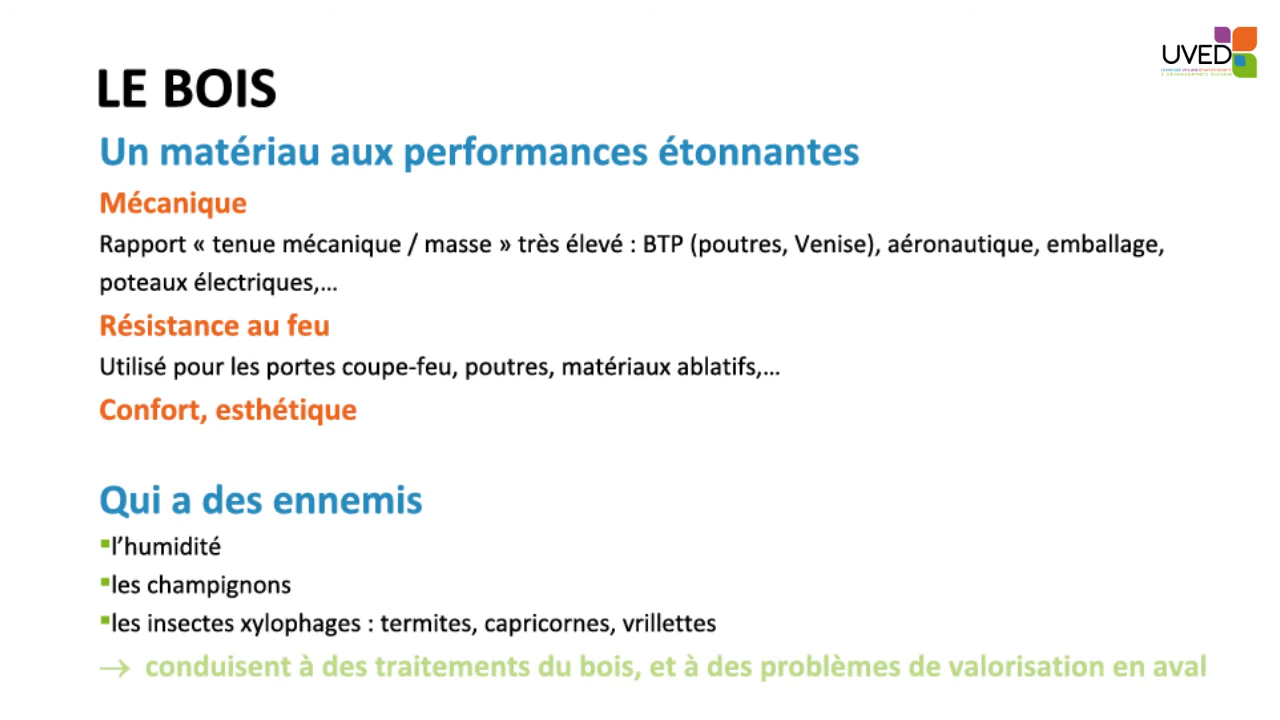 UVED
LE BOIS
Un matériau aux performances étonnantes
Mécanique
Rapport « tenue mécanique / masse » très élevé : BTP (poutres, Venise), aéronautique, emballage,
poteaux électriques,...
Résistance au feu
Utilisé pour les portes coupe-feu, poutres, matériaux ablatifs,...
Confort, esthétique
Qui a des ennemis
▪l’humidité
▪les champignons
▪les insectes xylophages : termites, capricornes, vrillettes
→ conduisent à des traitements du bois, et à des problèmes de valorisation en aval